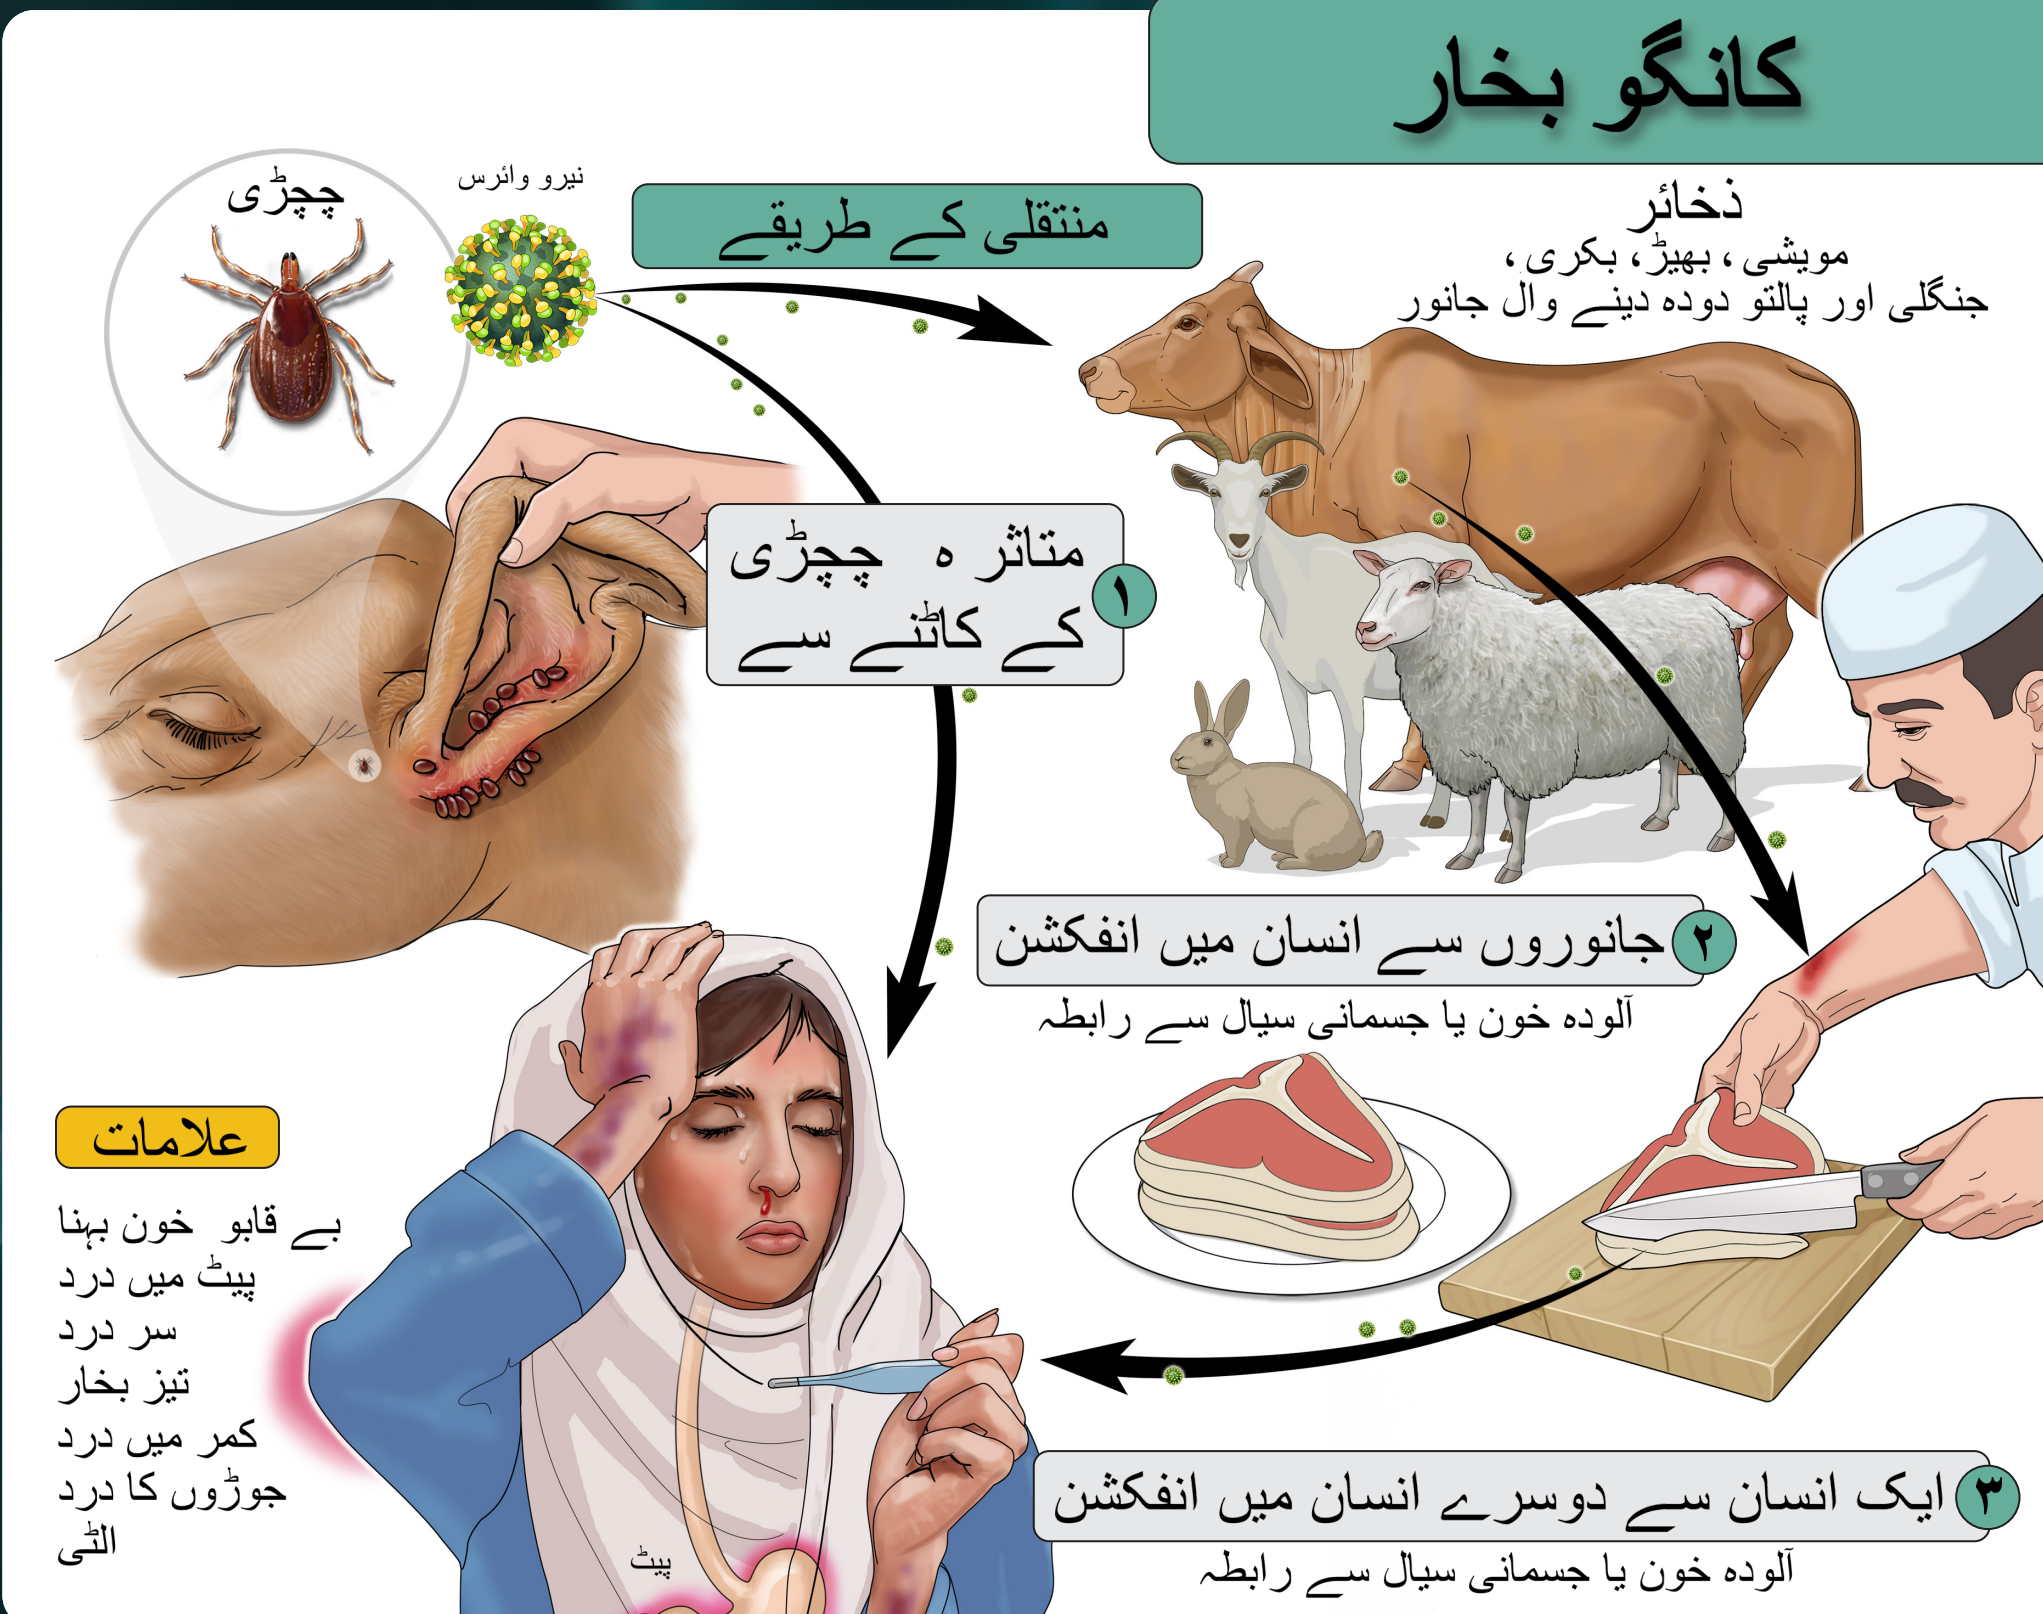 کانگو بخار
ذخائر
مویشی، بھیڑ، بکری،
جنگلی اور پالتو دودہ دینے وال جانور
منتقلی کے طریقے
نیرو وائرس
چچڑی
۱
متاثر ہ چچڑی
کے کاٹنے سے
۲ جانوروں سے انسان میں انفکشن
آلودہ خون یا جسمانی سیال سے رابطہ
۳ ایک انسان سے دوسرے انسان میں انفکشن
آلودہ خون یا جسمانی سیال سے رابطہ
علامات
بے قابو خون بہنا
پیٹ میں درد
سر درد
تیز بخار
کمر میں درد
جوڑوں کا درد
الٹی
پیٹ